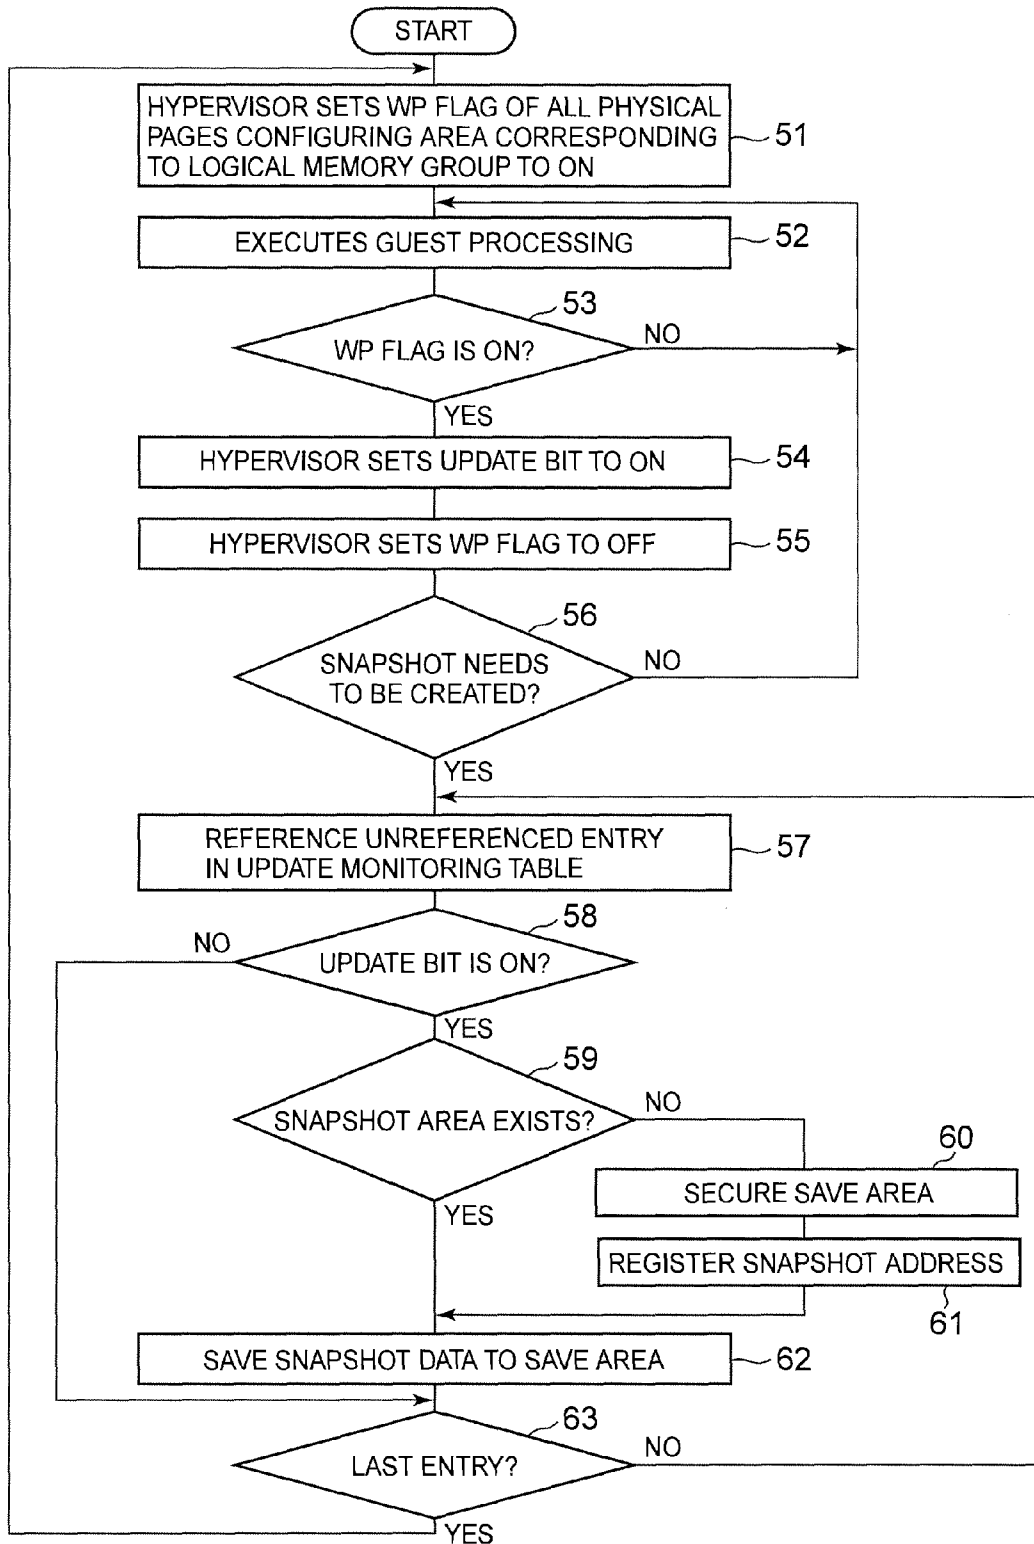 START
HYPERVISOR SETS WP FLAG OF ALL PHYSICAL
PAGES CONFIGURING AREA CORRESPONDING
TO LOGICAL MEMORY GROUP TO ON
51
EXECUTES GUEST PROCESSING
52
53
WP FLAG IS ON?
NO
YES
HYPERVISOR SETS UPDATE BIT TO ON
54
HYPERVISOR SETS WP FLAG TO OFF
55
56
SNAPSHOT NEEDS
TO BE CREATED?
NO
YES
REFERENCE UNREFERENCED ENTRY
IN UPDATE MONITORING TABLE
57
58
NO
UPDATE BIT IS ON?
YES
59
SNAPSHOT AREA EXISTS?
NO
YES
60
SECURE SAVE AREA
REGISTER SNAPSHOT ADDRESS
61
SAVE SNAPSHOT DATA TO SAVE AREA
62
63
LAST ENTRY?
NO
YES